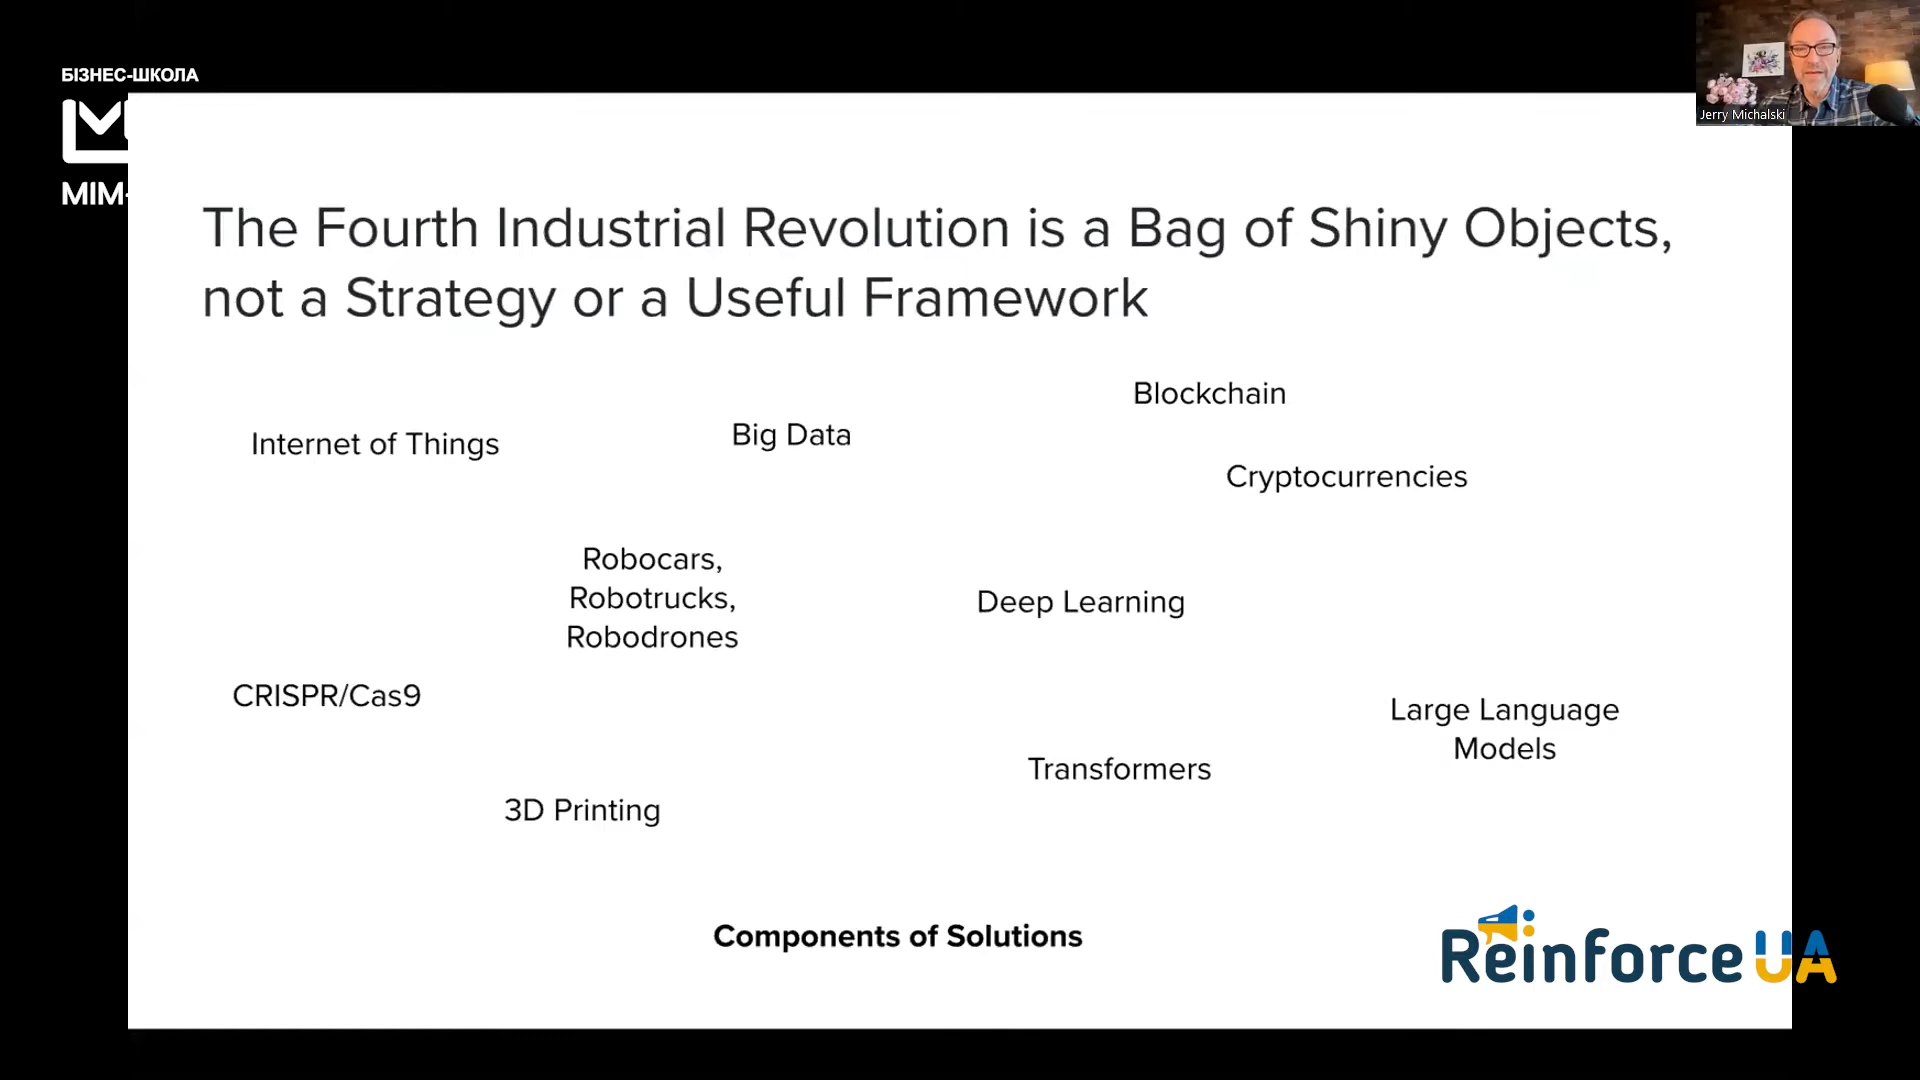 БІЗНЕС-ШКОЛА
MIM-
Jerry Michalski
The Fourth Industrial Revolution is a Bag of Shiny Objects,
not a Strategy or a Useful Framework
Blockchain
Big Data
Internet of Things
Cryptocurrencies
Robocars,
Robotrucks,
Robodrones
Deep Learning
CRISPR/Cas9
Large Language
Models
Transformers
3D Printing
Components of Solutions
Reinforce UA